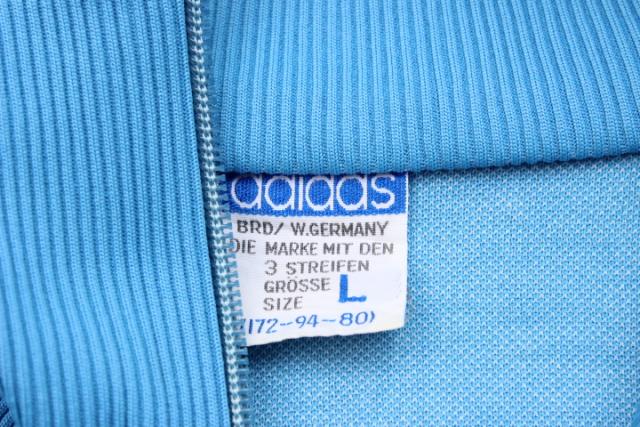 adidas
BRD/ W.GERMANY
DIE MARKE MIT DEN
3 STREIFEN
GRÖSSE L
SIZE
(172-94-80)